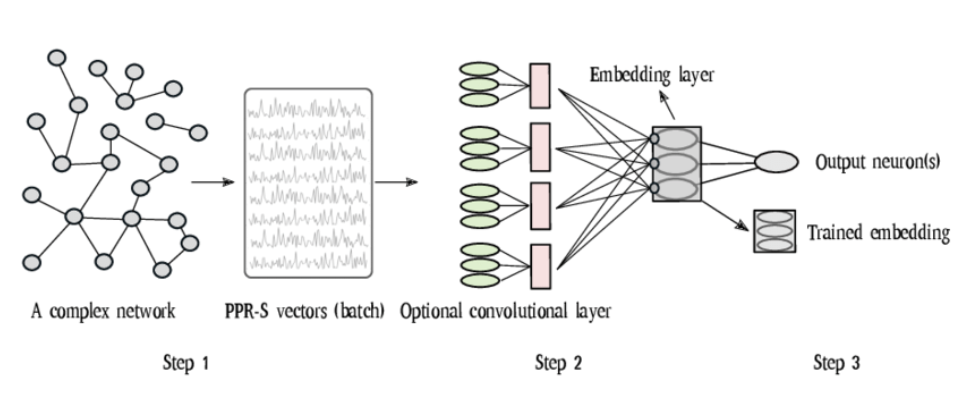 Embedding layer
Output neuron(s)
Trained embedding
A complex network
PPR-S vectors (batch)
Optional convolutional layer
Step 1
Step 2
Step 3